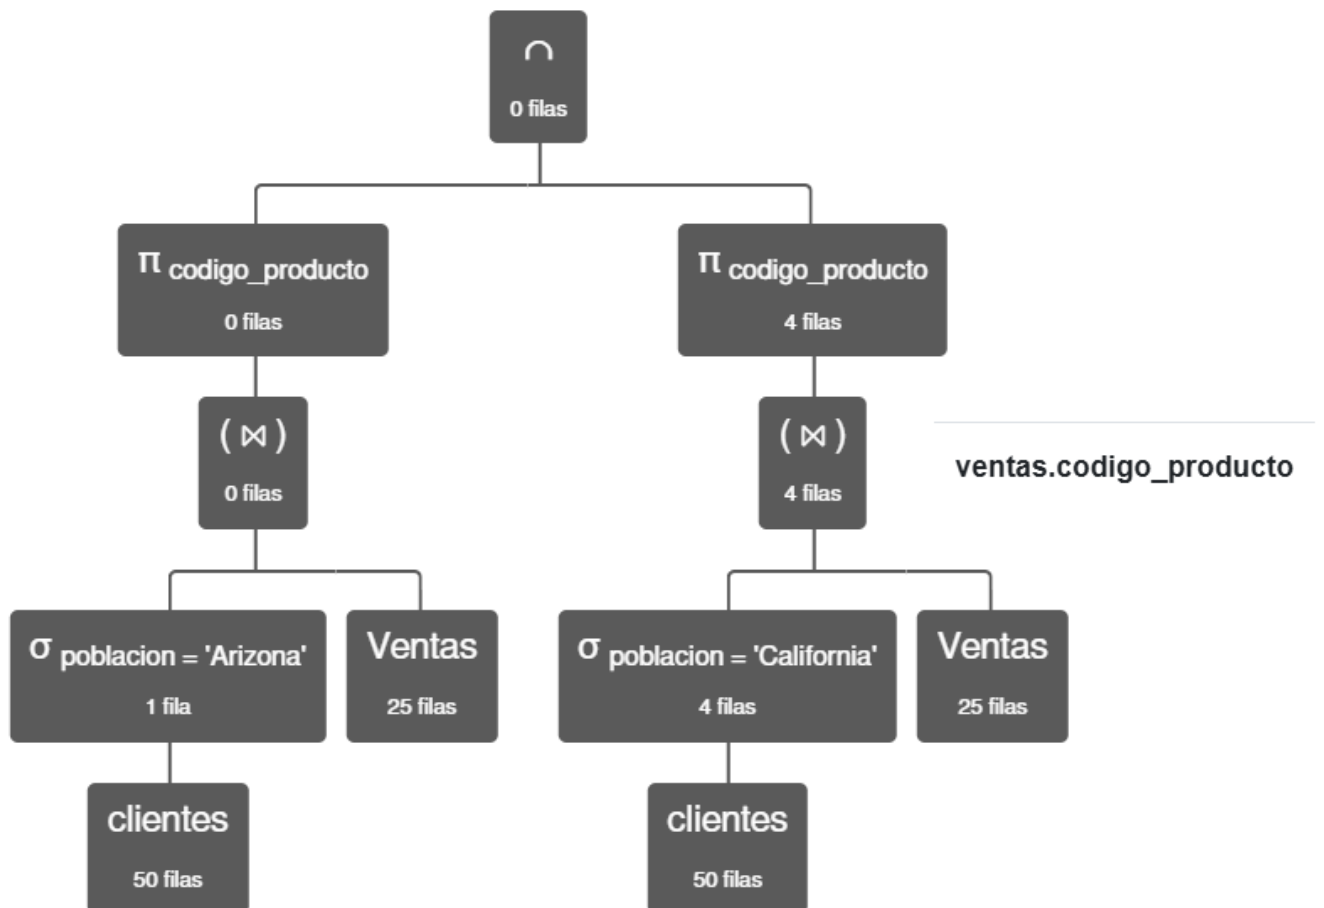 ∩
0 filas
π codigo_producto
0 filas
π codigo_producto
4 filas
( ⋈ )
0 filas
( ⋈ )
4 filas
ventas.codigo_producto
σ poblacion = 'Arizona'
1 fila
Ventas
25 filas
σ poblacion = 'California'
4 filas
Ventas
25 filas
clientes
50 filas
clientes
50 filas